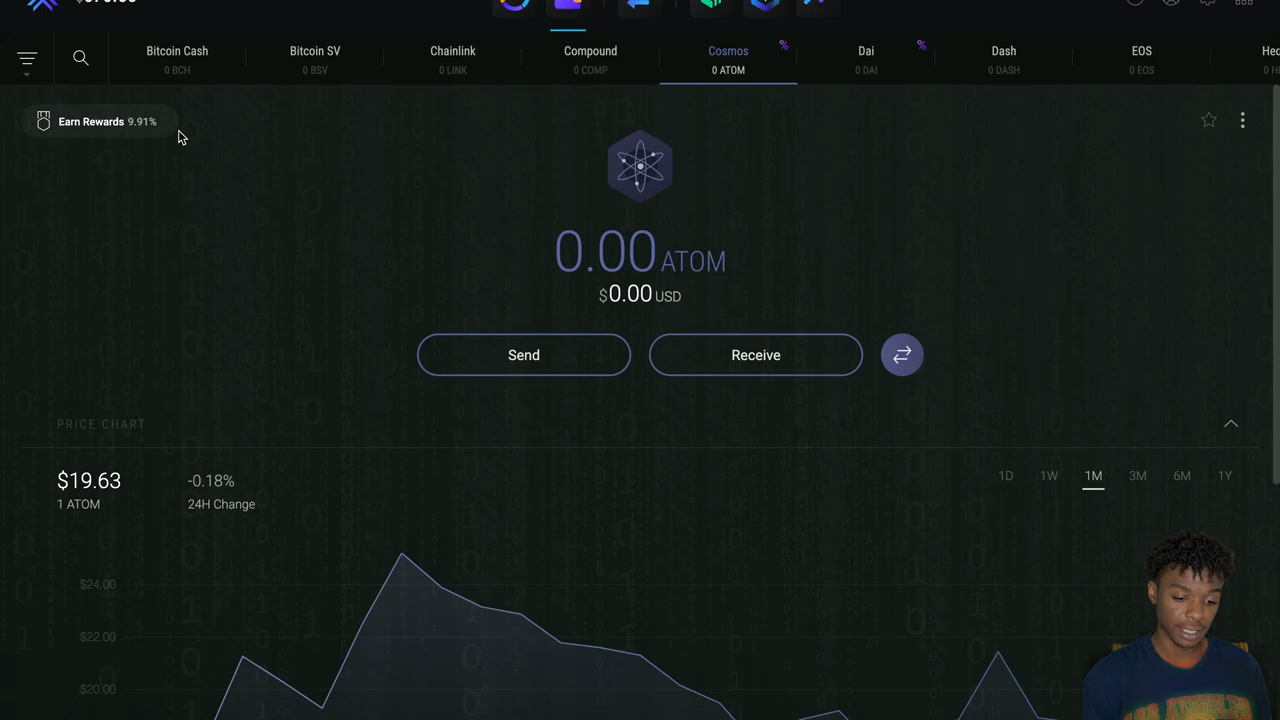 Bitcoin Cash
0 BCH
Bitcoin SV
0 BSV
Chainlink
0 LINK
Compound
0 COMP
Cosmos
%
0 ATOM
Dai
%
0 DAI
Dash
0 DASH
EOS
0 EOS
Earn Rewards 9.91%
0.00 ATOM
$0.00 USD
Send
Receive
PRICE CHART
$19.63
1 ATOM
-0.18%
24H Change
1D 1W 1M 3M 6M 1Y
$24.00
$22.00
$20.00